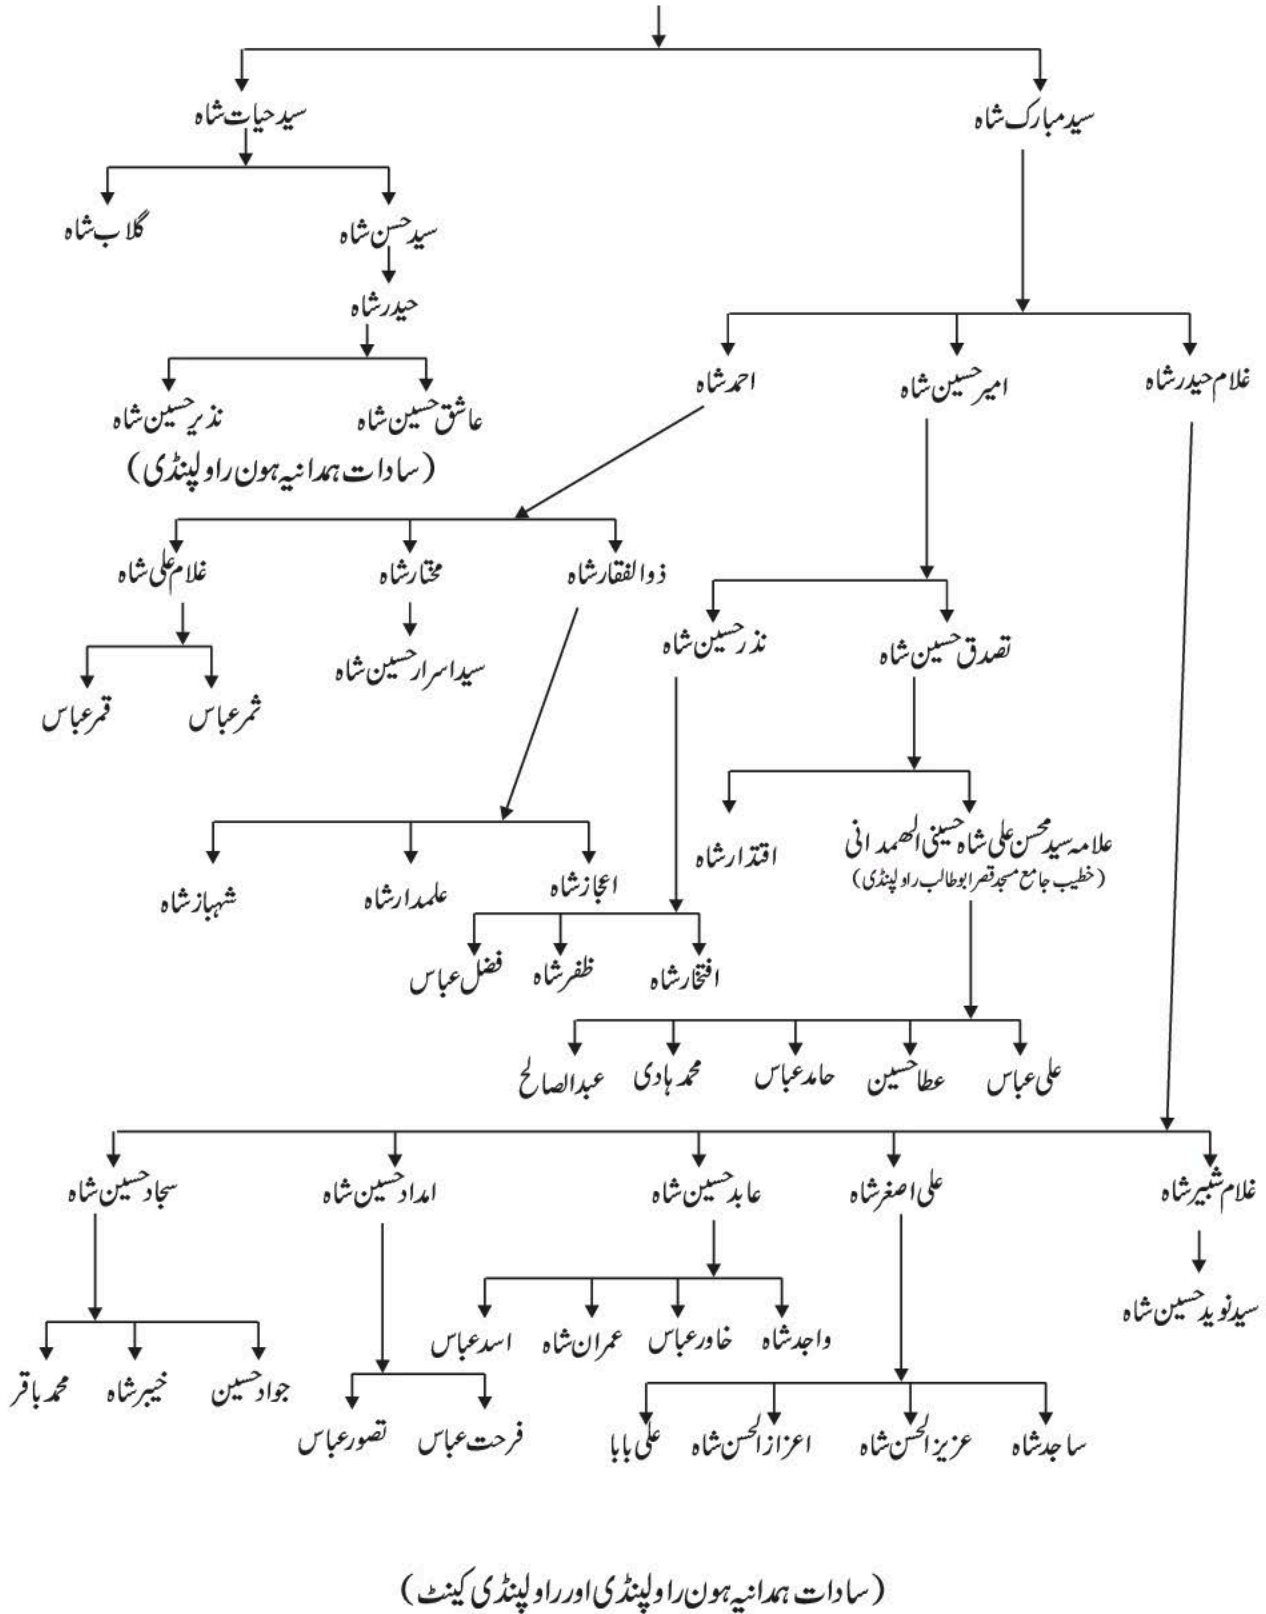 سید مبارک شاہ
سید حیات شاہ
سید حسن شاہ
گلاب شاہ
حیدر شاہ
غلام حیدر شاہ
امیر حسین شاہ
احمد شاہ
عاشق حسین شاہ
نذیر حسین شاہ
(سادات ہمدانیہ ہون راولپنڈی)
ذوالفقار شاہ
مختار شاہ
غلام علی شاہ
تصدق حسین شاہ
نذر حسین شاہ
سید اسرار حسین شاہ
ثمر عباس
قمر عباس
علامہ سید محسن علی شاہ حسینی الھمدانی
(خطیب جامع مسجد قصر ابو طالب راولپنڈی)
اقتدار شاہ
اعجاز شاہ
علمدار شاہ
شہباز شاہ
افتخار شاہ
ظفر شاہ
فضل عباس
علی عباس
عطا حسین
حامد عباس
محمد ہادی
عبد الصالح
غلام شبیر شاہ
علی اصغر شاہ
عابد حسین شاہ
امداد حسین شاہ
سجاد حسین شاہ
سید نوید حسین شاہ
واجد شاہ
خاور عباس
عمران شاہ
اسد عباس
جواد حسین
خیبر شاہ
محمد باقر
ساجد شاہ
عزیز الحسن شاہ
اعزاز الحسن شاہ
علی بابا
فرحت عباس
تصور عباس
(سادات ہمدانیہ ہون راولپنڈی اور راولپنڈی کینٹ)